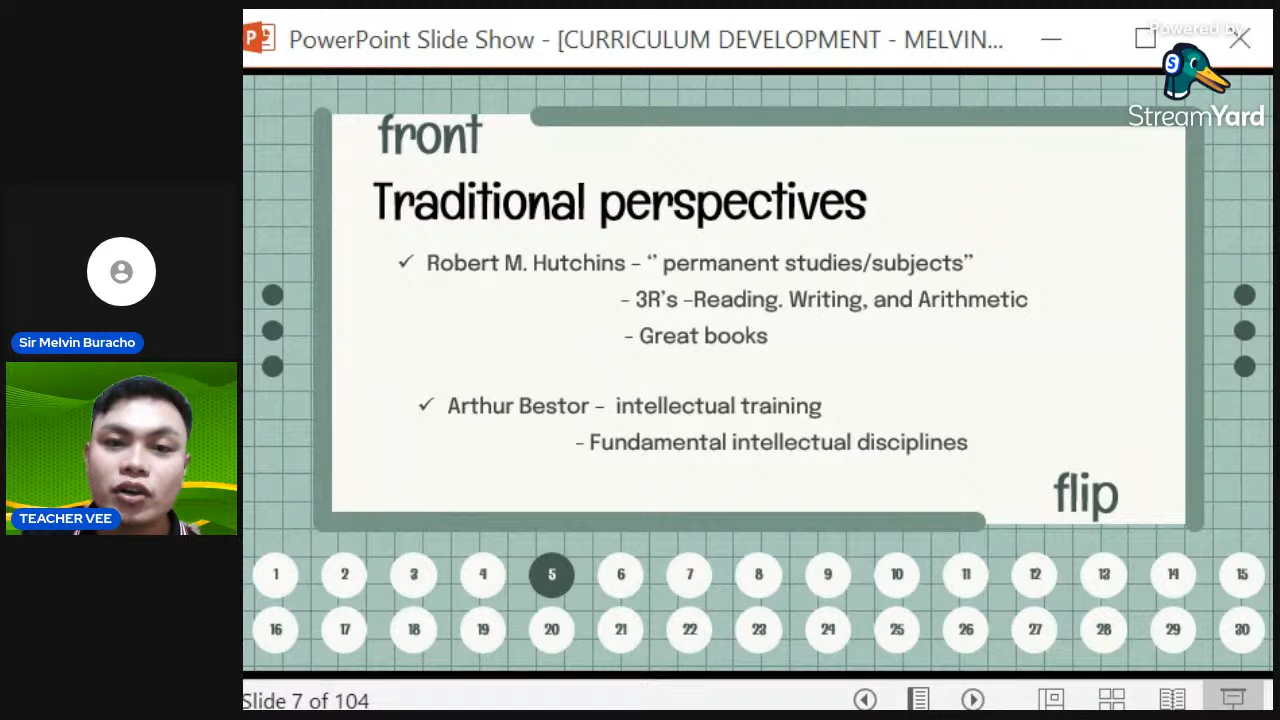 PowerPoint Slide Show - [CURRICULUM DEVELOPMENT - MELVIN...
Powered by
StreamYard
front
Traditional perspectives
✓ Robert M. Hutchins – ‘’ permanent studies/subjects’’
– 3R’s –Reading. Writing, and Arithmetic
– Great books
✓ Arthur Bestor – intellectual training
– Fundamental intellectual disciplines
flip
Sir Melvin Buracho
TEACHER VEE
1 2 3 4 5 6 7 8 9 10 11 12 13 14 15
16 17 18 19 20 21 22 23 24 25 26 27 28 29 30
Slide 7 of 104